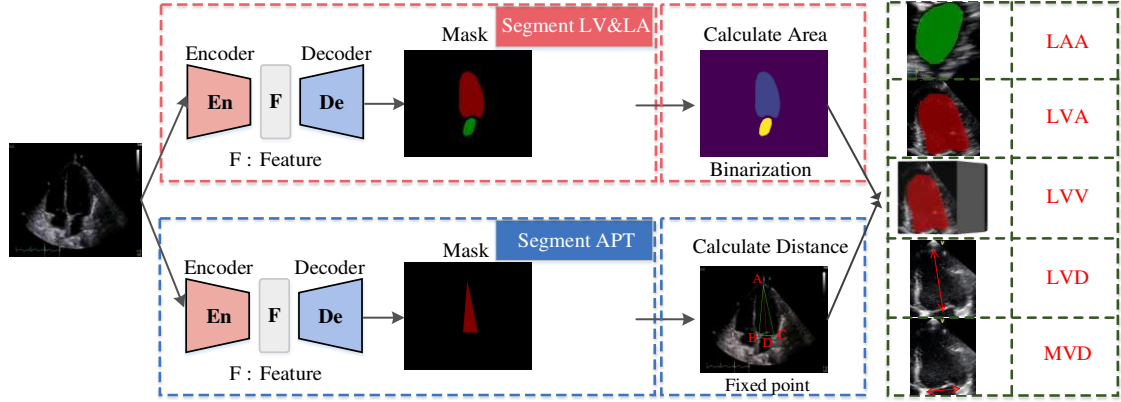 Segment LV&LA
Encoder
Decoder
Mask
En
F
De
F : Feature
Calculate Area
Binarization
Segment APT
Encoder
Decoder
Mask
En
F
De
F : Feature
Calculate Distance
A
B
C
D
Fixed point
LAA
LVA
LVV
LVD
MVD